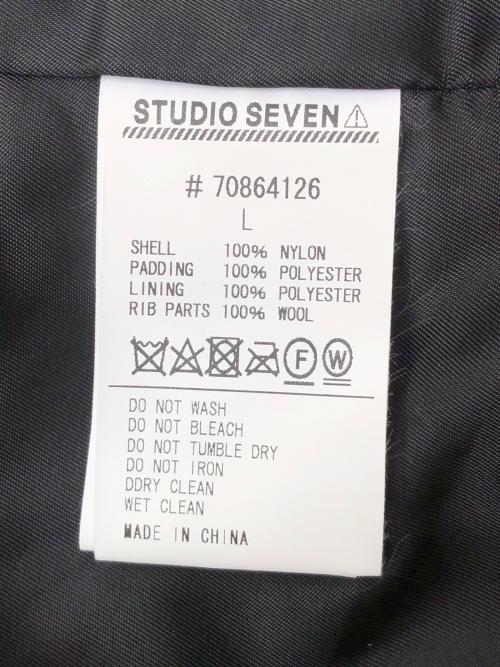 STUDIO SEVEN
# 70864126
L
SHELL 100% NYLON
PADDING 100% POLYESTER
LINING 100% POLYESTER
RIB PARTS 100% WOOL
F W
DO NOT WASH
DO NOT BLEACH
DO NOT TUMBLE DRY
DO NOT IRON
DDRY CLEAN
WET CLEAN
MADE IN CHINA